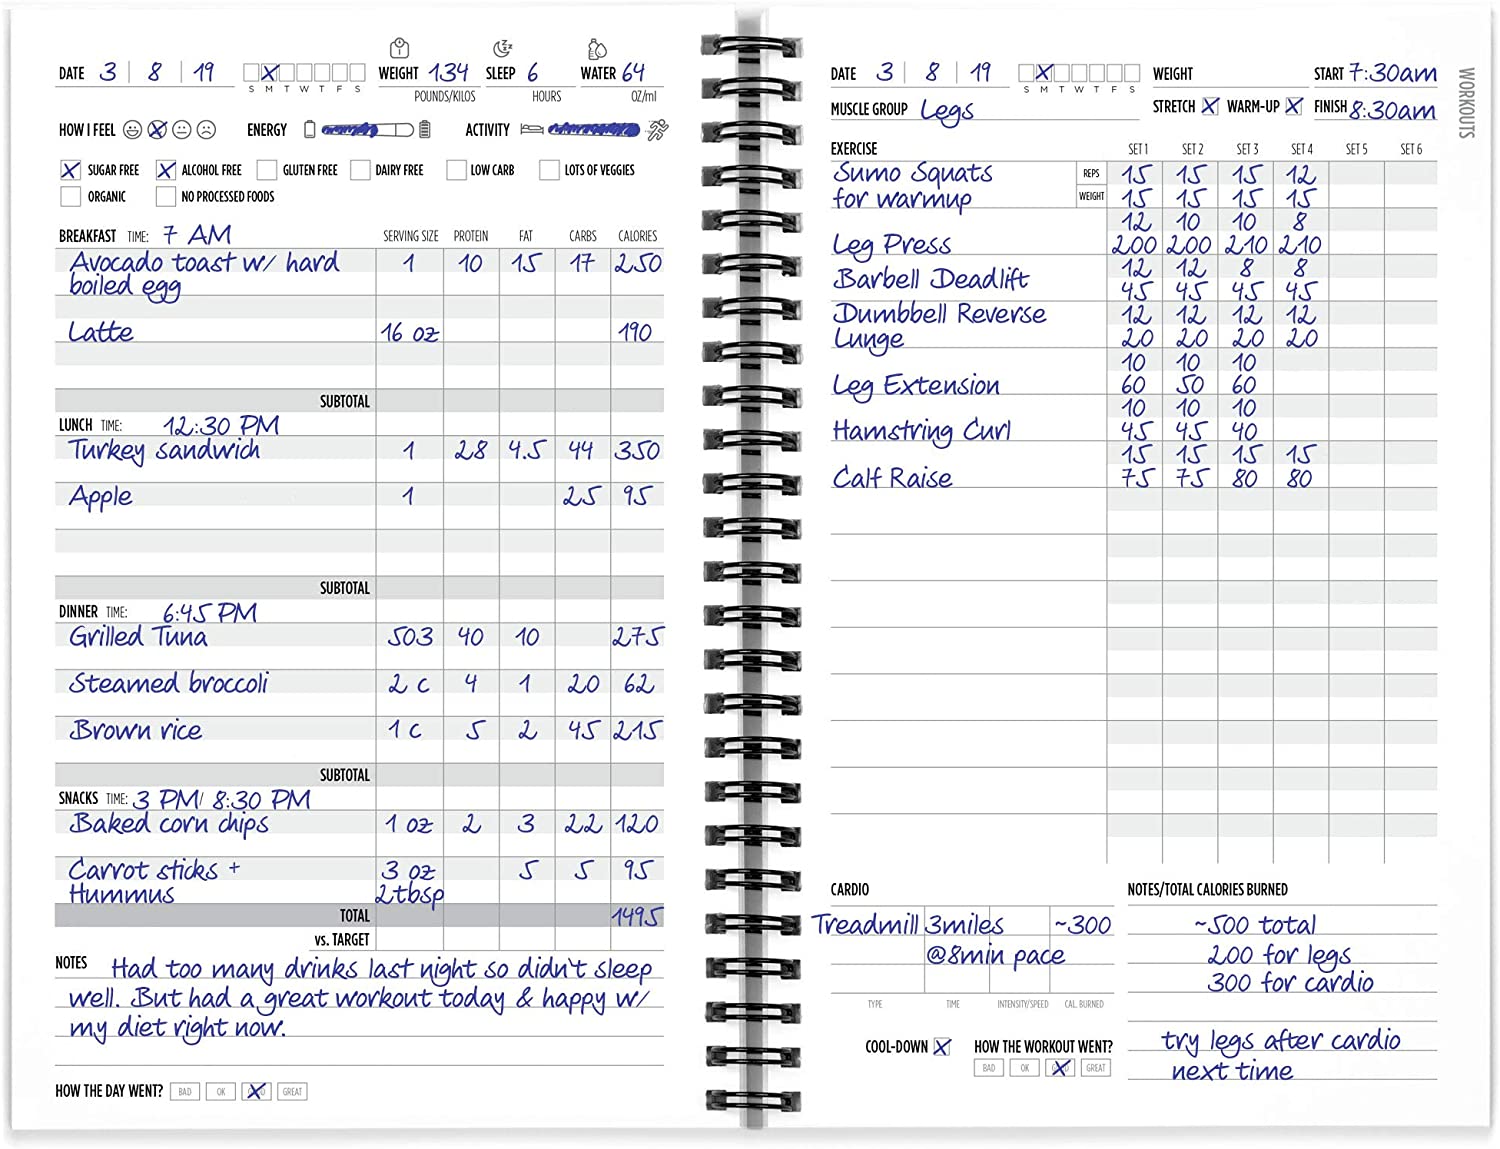 DATE 3 | 8 | 19 S M T W T F S WEIGHT 134 POUNDS/KILOS SLEEP 6 HOURS WATER 64 OZ/ml
HOW I FEEL ENERGY ACTIVITY
X SUGAR FREE X ALCOHOL FREE GLUTEN FREE DAIRY FREE LOW CARB LOTS OF VEGGIES
ORGANIC NO PROCESSED FOODS
BREAKFAST TIME: 7 AM SERVING SIZE PROTEIN FAT CARBS CALORIES
Avocado toast w/ hard 1 10 15 17 250
boiled egg
Latte 16 oz 190
SUBTOTAL
LUNCH TIME: 12:30 PM
Turkey sandwich 1 28 4.5 44 350
Apple 1 25 95
SUBTOTAL
DINNER TIME: 6:45 PM
Grilled Tuna 503 40 10 275
Steamed broccoli 2 c 4 1 20 62
Brown rice 1 c 5 2 45 215
SUBTOTAL
SNACKS TIME: 3 PM/ 8:30 PM
Baked corn chips 1 oz 2 3 22 120
Carrot sticks + 3 oz 5 5 95
Hummus 2tbsp
TOTAL 1495
vs. TARGET
NOTES Had too many drinks last night so didn't sleep
well. But had a great workout today & happy w/
my diet right now.
HOW THE DAY WENT? BAD OK GOOD GREAT
DATE 3 | 8 | 19 S M T W T F S WEIGHT START 7:30am
MUSCLE GROUP Legs STRETCH X WARM-UP X FINISH 8:30am
WORKOUTS
EXERCISE SET 1 SET 2 SET 3 SET 4 SET 5 SET 6
Sumo Squats REPS 15 15 15 12
for warmup WEIGHT 15 15 15 15
12 10 10 8
Leg Press 200 200 210 210
12 12 8 8
Barbell Deadlift 45 45 45 45
Dumbbell Reverse 12 12 12 12
Lunge 20 20 20 20
10 10 10
Leg Extension 60 50 60
10 10 10
Hamstring Curl 45 45 40
15 15 15 15
Calf Raise 75 75 80 80
CARDIO
Treadmill 3miles ~300
@8min pace
TYPE TIME INTENSITY/SPEED CAL. BURNED
COOL-DOWN X HOW THE WORKOUT WENT?
BAD OK GOOD GREAT
NOTES/TOTAL CALORIES BURNED
~500 total
200 for legs
300 for cardio
try legs after cardio
next time